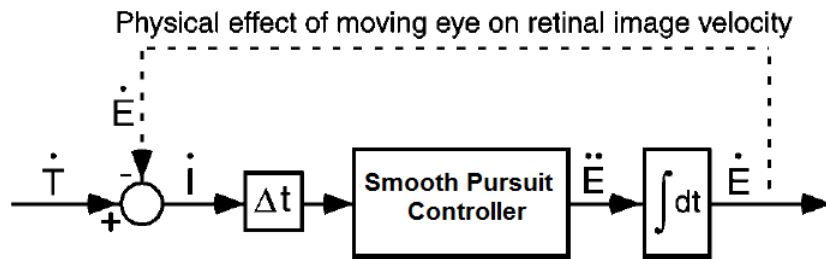 Physical effect of moving eye on retinal image velocity
Ė
Ṫ - İ Δt Smooth Pursuit Ë ∫dt Ė
+ Controller